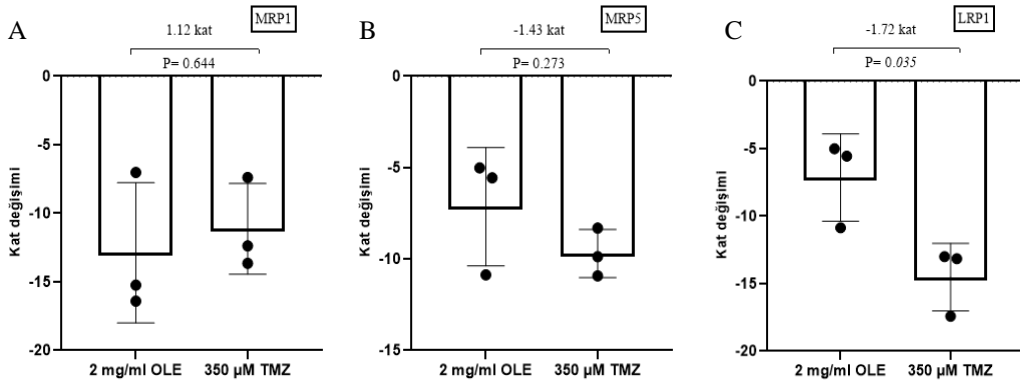 A
MRP1
1.12 kat
P= 0.644
0
-5
-10
-15
-20
Kat değişimi
2 mg/ml OLE
350 µM TMZ
B
MRP5
-1.43 kat
P= 0.273
0
-5
-10
-15
Kat değişimi
2 mg/ml OLE
350 µM TMZ
C
LRP1
-1.72 kat
P= 0.035
0
-5
-10
-15
-20
Kat değişimi
2 mg/ml OLE
350 µM TMZ